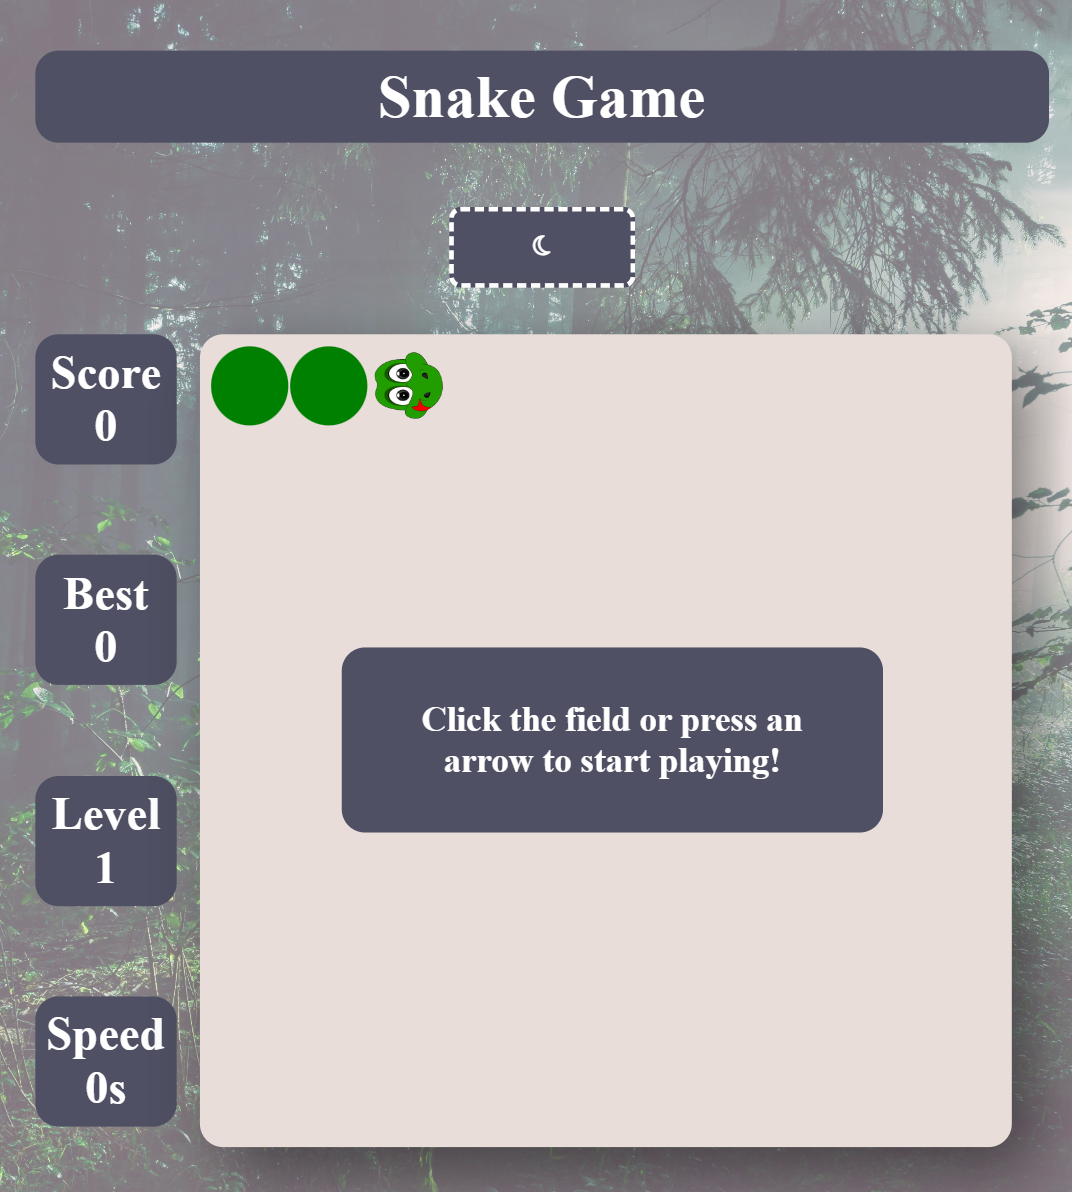 Snake Game
Score
0
Best
0
Click the field or press an
arrow to start playing!
Level
1
Speed
0s